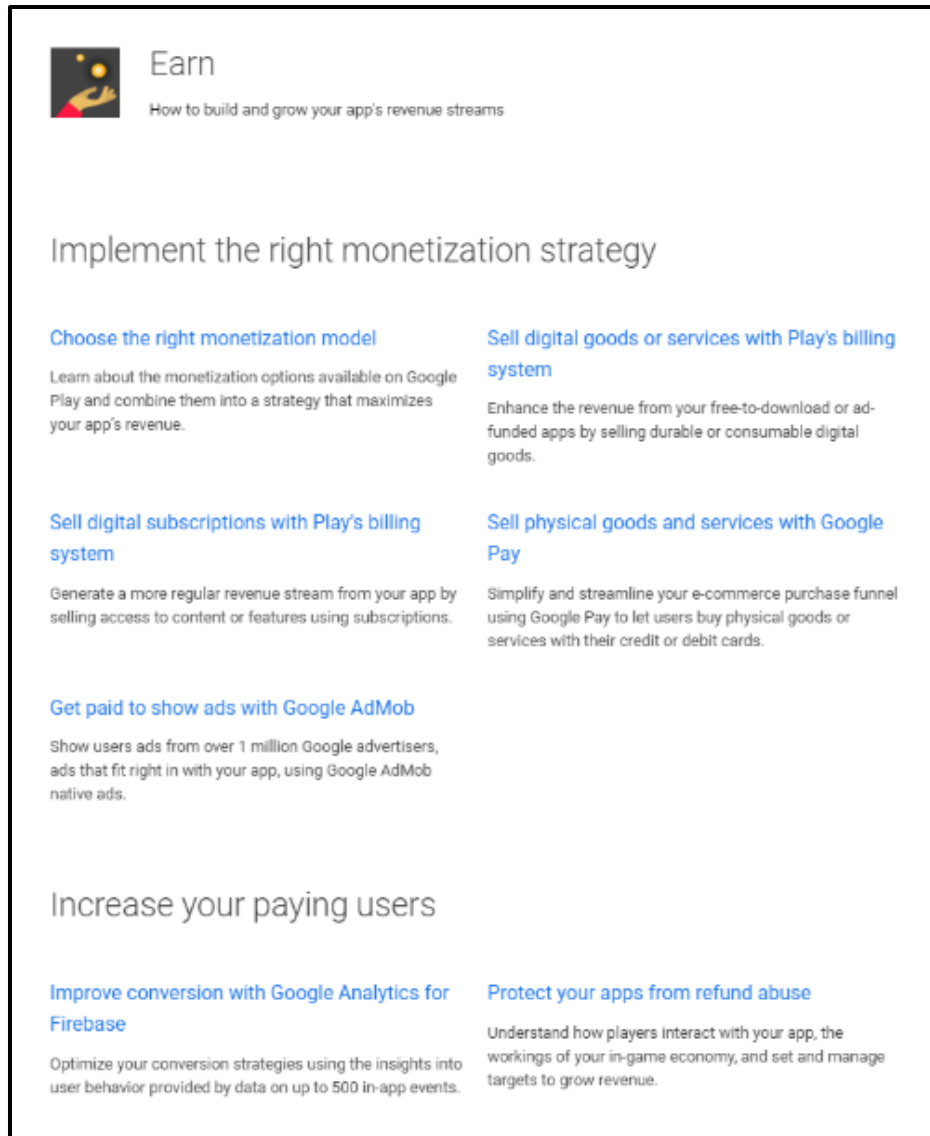 Earn
How to build and grow your app's revenue streams
Implement the right monetization strategy
Choose the right monetization model
Learn about the monetization options available on Google
Play and combine them into a strategy that maximizes
your app's revenue.
Sell digital goods or services with Play's billing
system
Enhance the revenue from your free-to-download or ad-
funded apps by selling durable or consumable digital
goods.
Sell digital subscriptions with Play's billing
system
Generate a more regular revenue stream from your app by
selling access to content or features using subscriptions.
Sell physical goods and services with Google
Pay
Simplify and streamline your e-commerce purchase funnel
using Google Pay to let users buy physical goods or
services with their credit or debit cards.
Get paid to show ads with Google AdMob
Show users ads from over 1 million Google advertisers,
ads that fit right in with your app, using Google AdMob
native ads.
Increase your paying users
Improve conversion with Google Analytics for
Firebase
Optimize your conversion strategies using the insights into
user behavior provided by data on up to 500 in-app events.
Protect your apps from refund abuse
Understand how players interact with your app, the
workings of your in-game economy, and set and manage
targets to grow revenue.